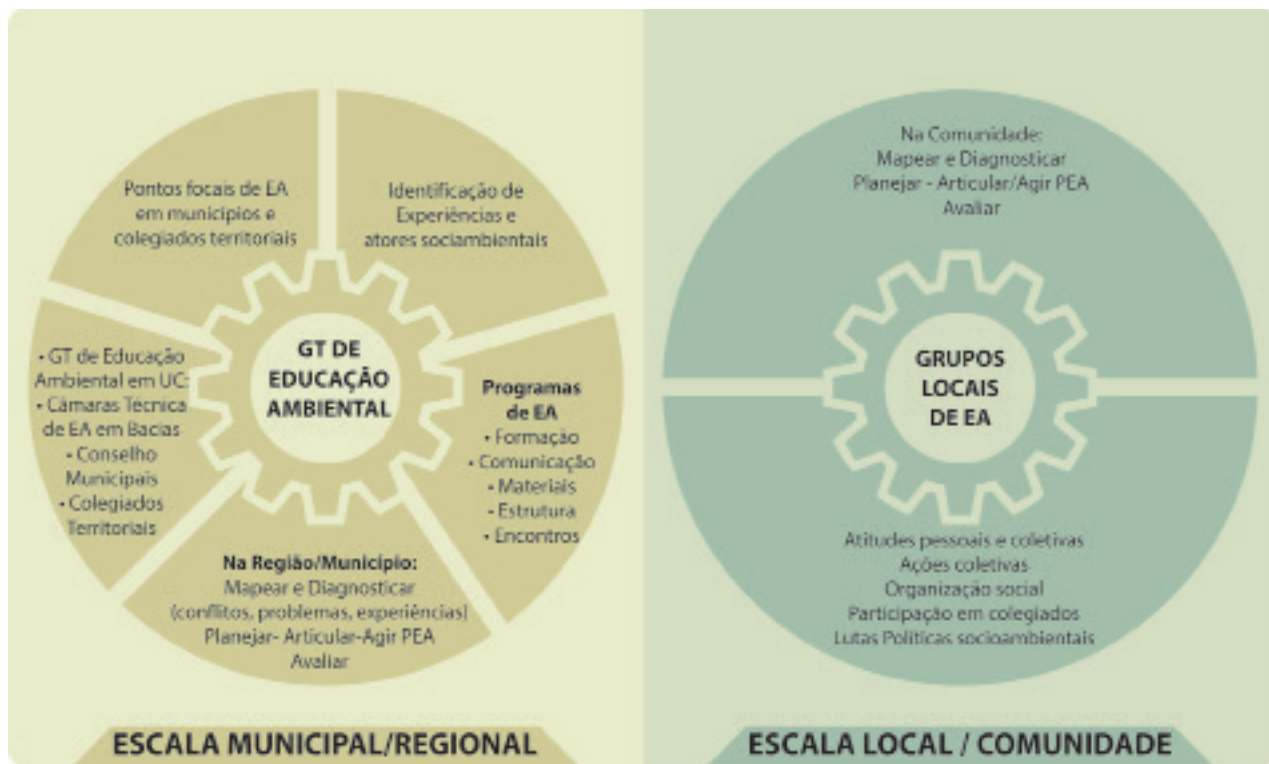 Pontos focais de EA
em municípios e
colegiados territoriais
Identificação de
Experiências e
atores sociambientais
• GT de Educação
Ambiental em UC:
• Câmaras Técnica
de EA em Bacias
• Conselho
Municipais
• Colegiados
Territoriais
GT DE
EDUCAÇÃO
AMBIENTAL
Programas
de EA
• Formação
• Comunicação
• Materiais
- Estrutura
• Encontros
Na Região/Município:
Mapear e Diagnosticar
(conflitos, problemas, experiências)
Planejar- Articular-Agir PEA
Avaliar
ESCALA MUNICIPAL/REGIONAL
Na Comunidade:
Mapear e Diagnosticar
Planejar - Articular/Agir PEA
Avaliar
GRUPOS
LOCAIS
DE EA
Atitudes pessoais e coletivas
Ações coletivas
Organização social
Participação em colegiados
Lutas Políticas socioambientais
ESCALA LOCAL / COMUNIDADE